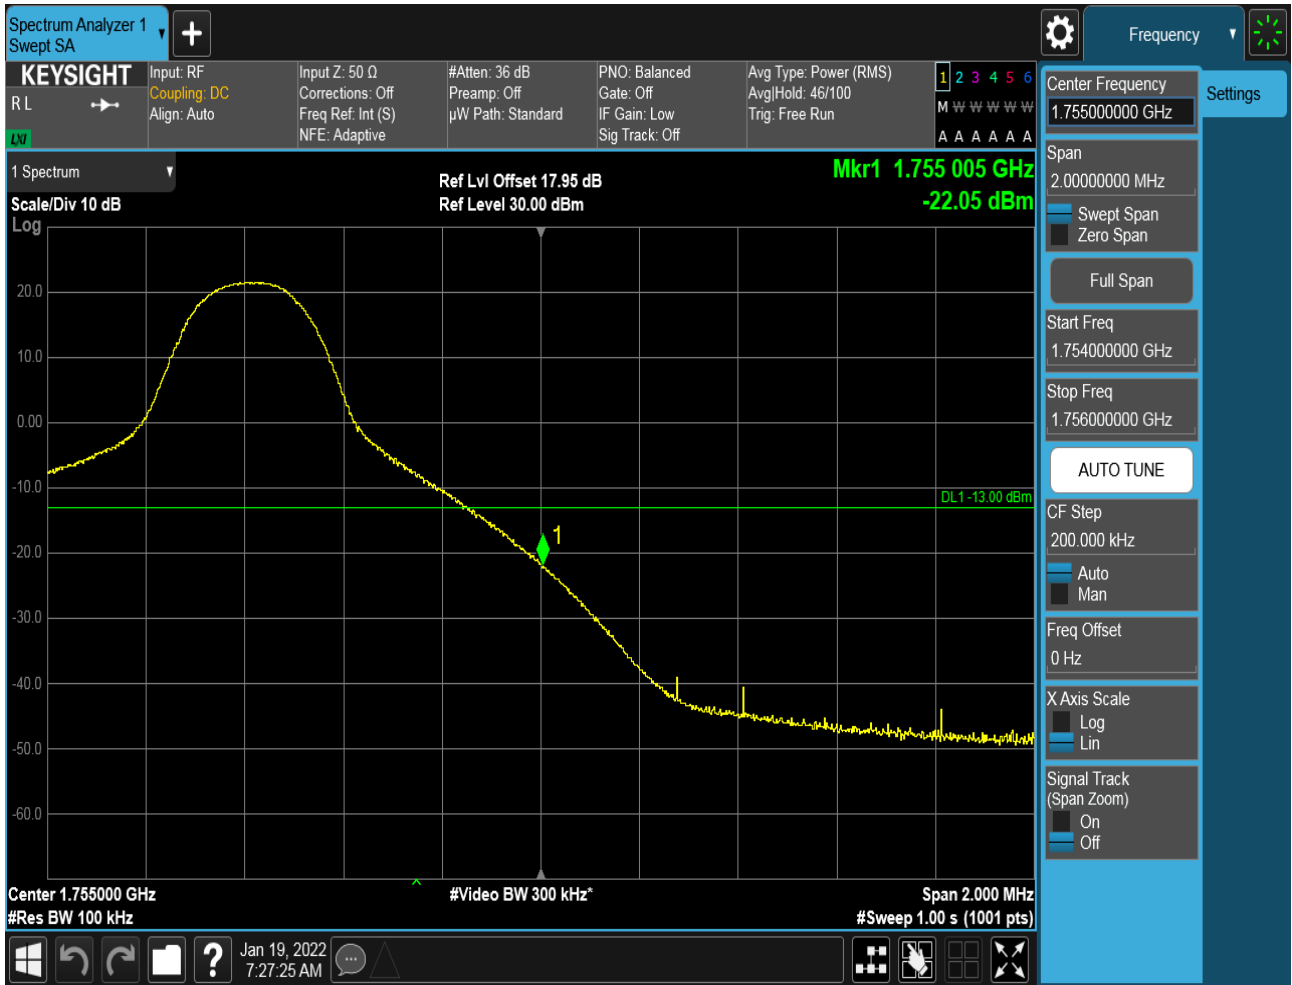 Spectrum Analyzer 1
Swept SA
Frequency
KEYSIGHT
R L
LXI
Input: RF
Coupling: DC
Align: Auto
Input Z: 50 Ω
Corrections: Off
Freq Ref: Int (S)
NFE: Adaptive
#Atten: 36 dB
Preamp: Off
µW Path: Standard
PNO: Balanced
Gate: Off
IF Gain: Low
Sig Track: Off
Avg Type: Power (RMS)
Avg|Hold: 46/100
Trig: Free Run
1 2 3 4 5 6
M W W W W W
A A A A A A
1 Spectrum
Scale/Div 10 dB
Log
Ref Lvl Offset 17.95 dB
Ref Level 30.00 dBm
Mkr1 1.755 005 GHz
-22.05 dBm
20.0
10.0
0.00
-10.0
-20.0
-30.0
-40.0
-50.0
-60.0
DL1 -13.00 dBm
1
Center 1.755000 GHz
#Res BW 100 kHz
#Video BW 300 kHz*
Span 2.000 MHz
#Sweep 1.00 s (1001 pts)
?
Jan 19, 2022
7:27:25 AM
Center Frequency
1.755000000 GHz
Settings
Span
2.00000000 MHz
Swept Span
Zero Span
Full Span
Start Freq
1.754000000 GHz
Stop Freq
1.756000000 GHz
AUTO TUNE
CF Step
200.000 kHz
Auto
Man
Freq Offset
0 Hz
X Axis Scale
Log
Lin
Signal Track
(Span Zoom)
On
Off